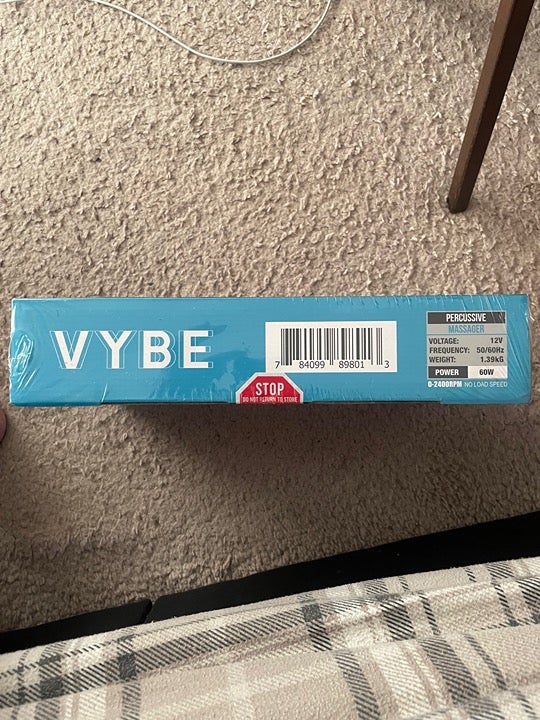 VYBE
7 84099 89801 3
STOP
DO NOT RETURN TO STORE
PERCUSSIVE
MASSAGER
VOLTAGE: 12V
FREQUENCY: 50/60Hz
WEIGHT: 1.39kG
POWER 60W
0-2400RPM NO LOAD SPEED